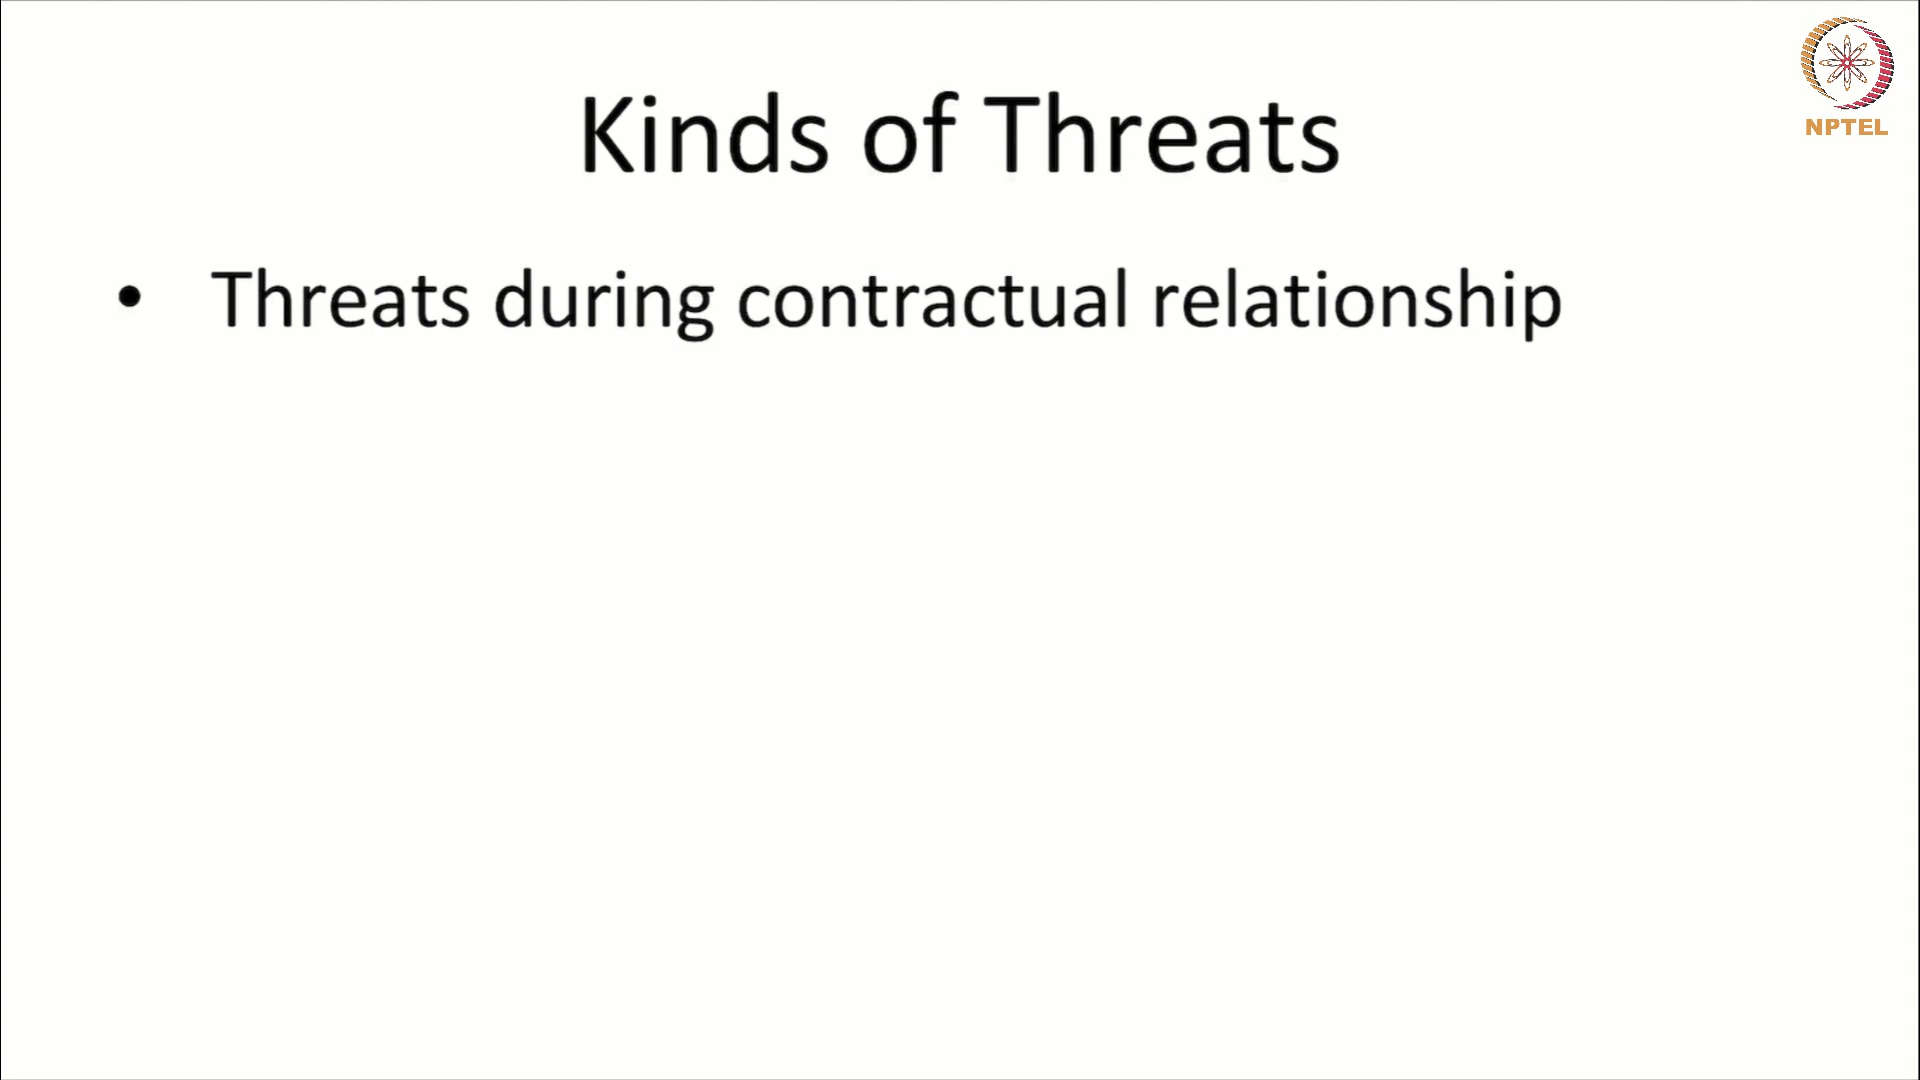 NPTEL
Kinds of Threats
• Threats during contractual relationship